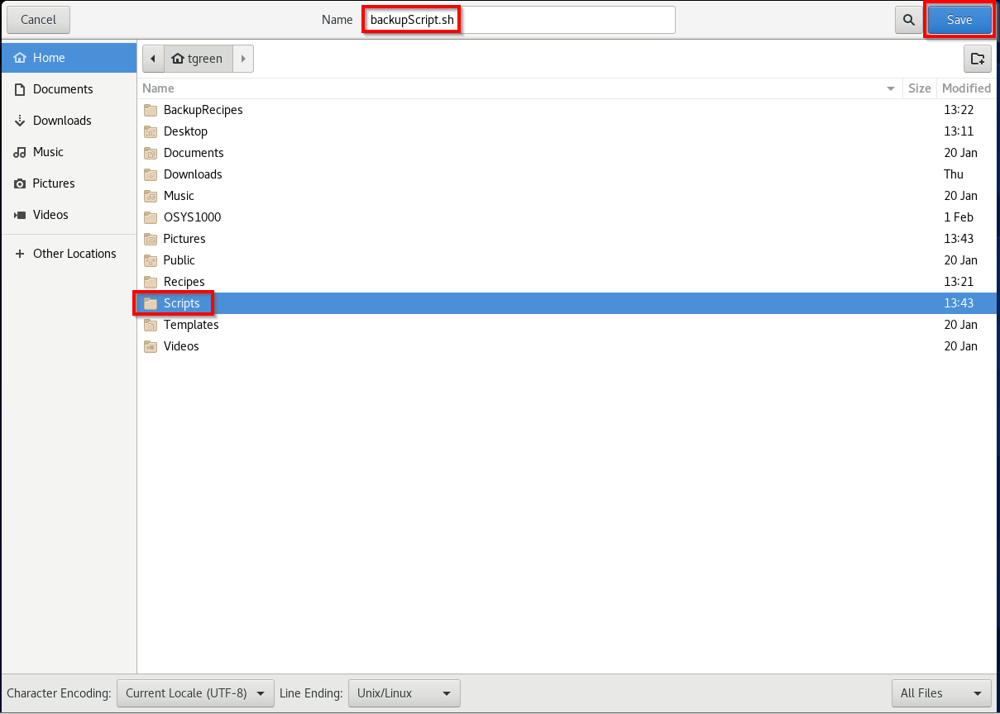 Cancel Name backupScript.sh Save
Home
Documents
Downloads
Music
Pictures
Videos
Other Locations
tgreen
Name Size Modified
BackupRecipes 13:22
Desktop 13:11
Documents 20 Jan
Downloads Thu
Music 20 Jan
OSYS1000 1 Feb
Pictures 13:43
Public 20 Jan
Recipes 13:21
Scripts 13:43
Templates 20 Jan
Videos 20 Jan
Character Encoding: Current Locale (UTF-8) Line Ending: Unix/Linux All Files